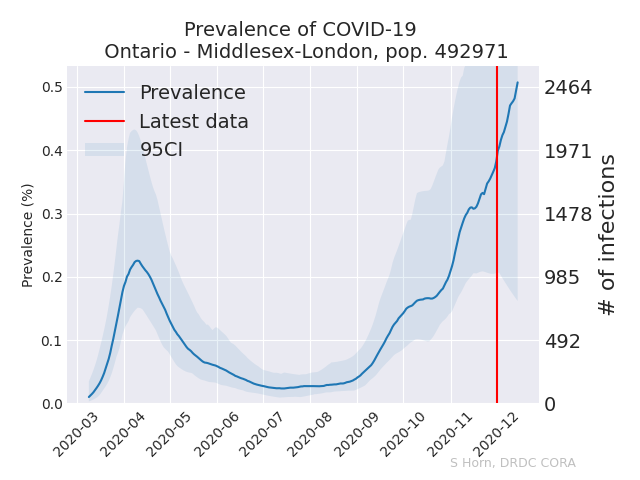 Prevalence of COVID-19
Ontario - Middlesex-London, pop. 492971
Prevalence
Latest data
95CI
Prevalence (%)
0.5
0.4
0.3
0.2
0.1
0.0
2464
1971
1478
985
492
0
# of infections
2020-03
2020-04
2020-05
2020-06
2020-07
2020-08
2020-09
2020-10
2020-11
2020-12
S Horn, DRDC CORA